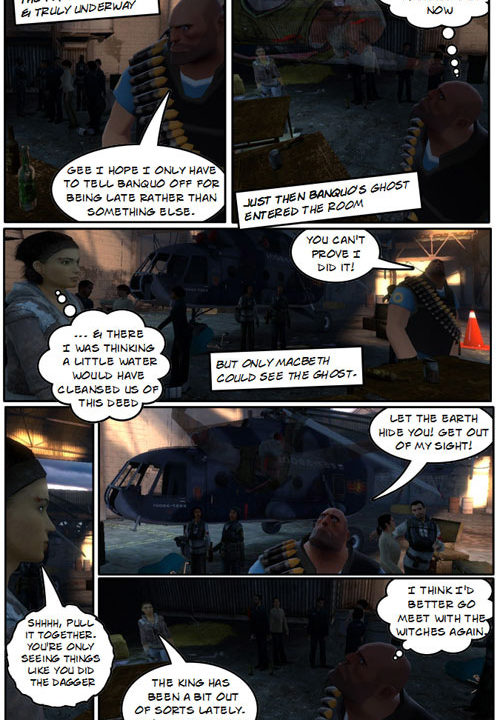 & TRULY UNDERWAY
NOW
GEE I HOPE I ONLY HAVE
TO TELL BANQUO OFF FOR
BEING LATE RATHER THAN
SOMETHING ELSE.
JUST THEN BANQUO'S GHOST
ENTERED THE ROOM
YOU CAN'T
PROVE I
DID IT!
... & THERE
I WAS THINKING
A LITTLE WATER
WOULD HAVE
CLEANSED US OF
THIS DEED
BUT ONLY MACBETH
COULD SEE THE GHOST.
LET THE EARTH
HIDE YOU! GET OUT
OF MY SIGHT!
SHHHH, PULL
IT TOGETHER.
YOU'RE ONLY
SEEING THINGS
LIKE YOU DID
THE DAGGER
I THINK I'D
BETTER GO
MEET WITH THE
WITCHES AGAIN.
THE KING HAS
BEEN A BIT OUT
OF SORTS LATELY.